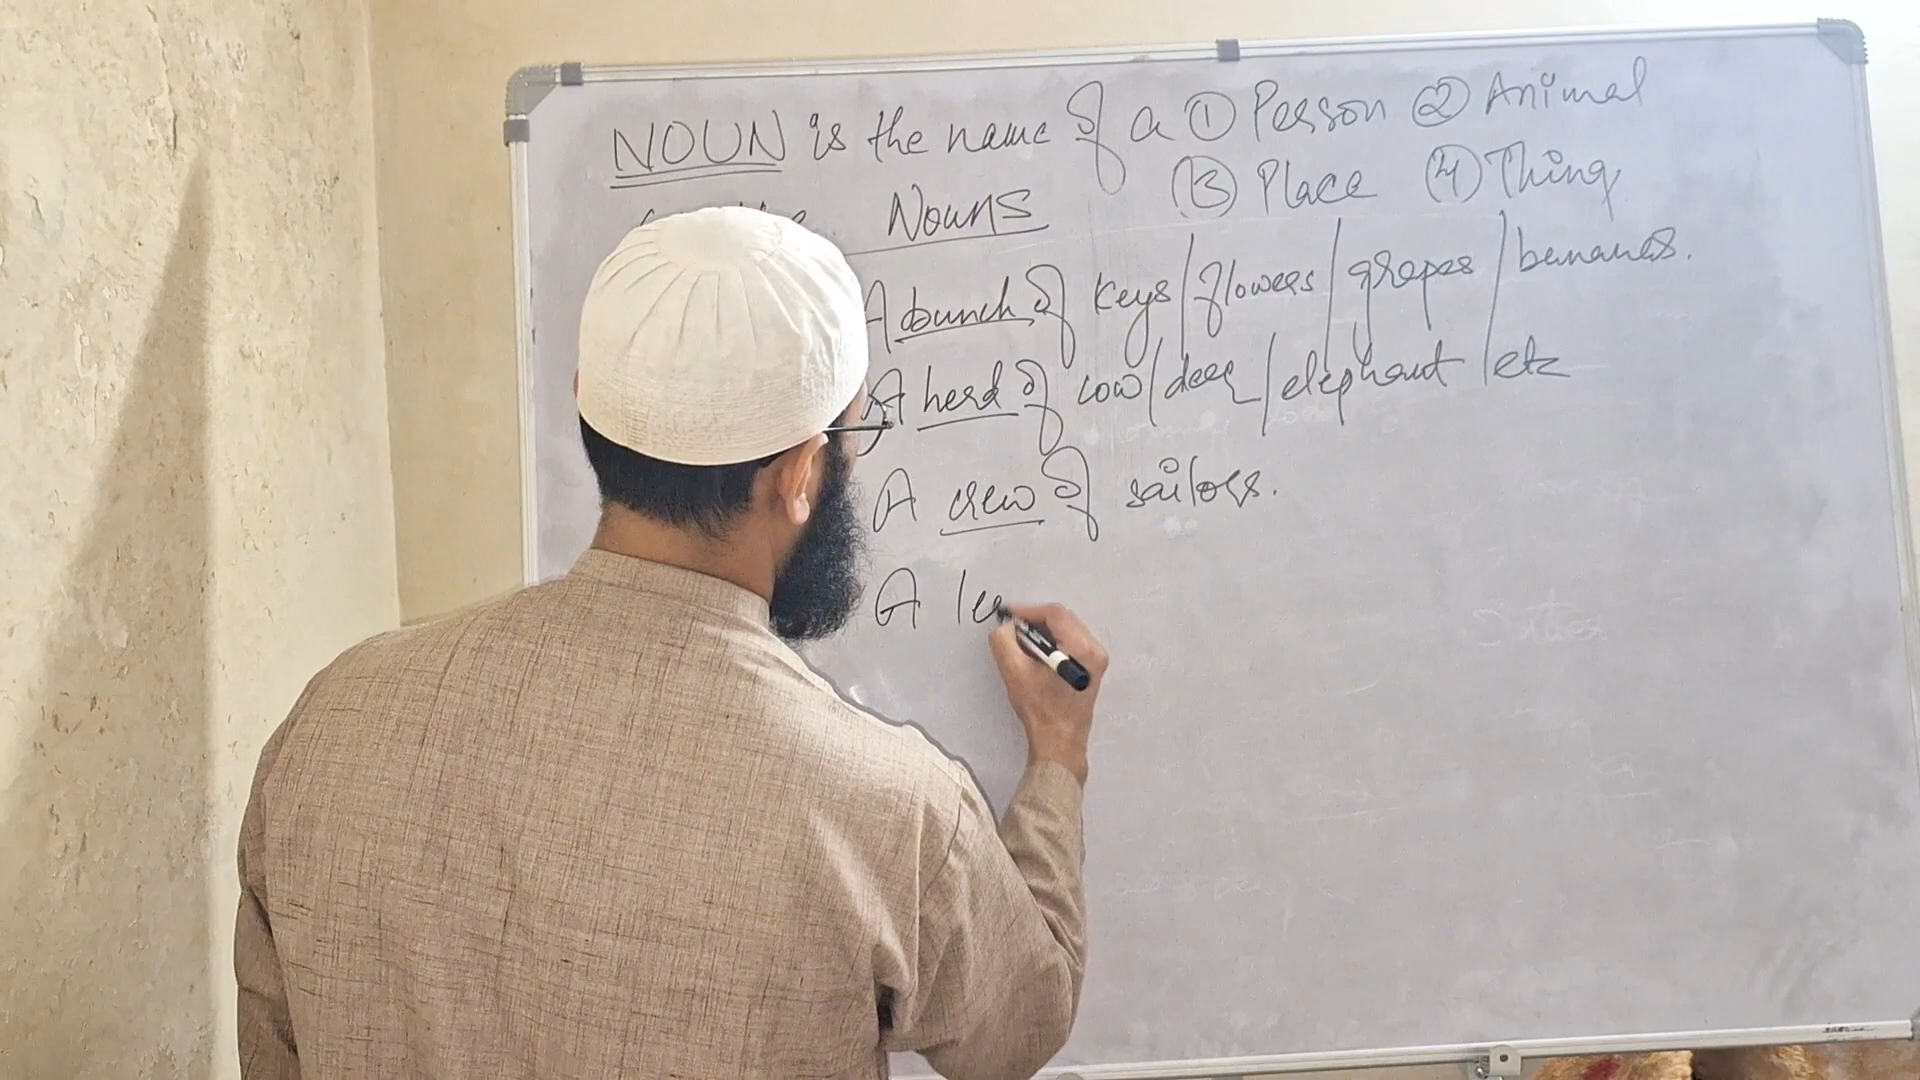 NOUN is the name of a ① Person ② Animal
③ Place ④ Thing
Nouns
A bunch of keys/flowers/grapes/bananas.
A herd of cow/deer/elephant/etc
A crew of sailors.
A le